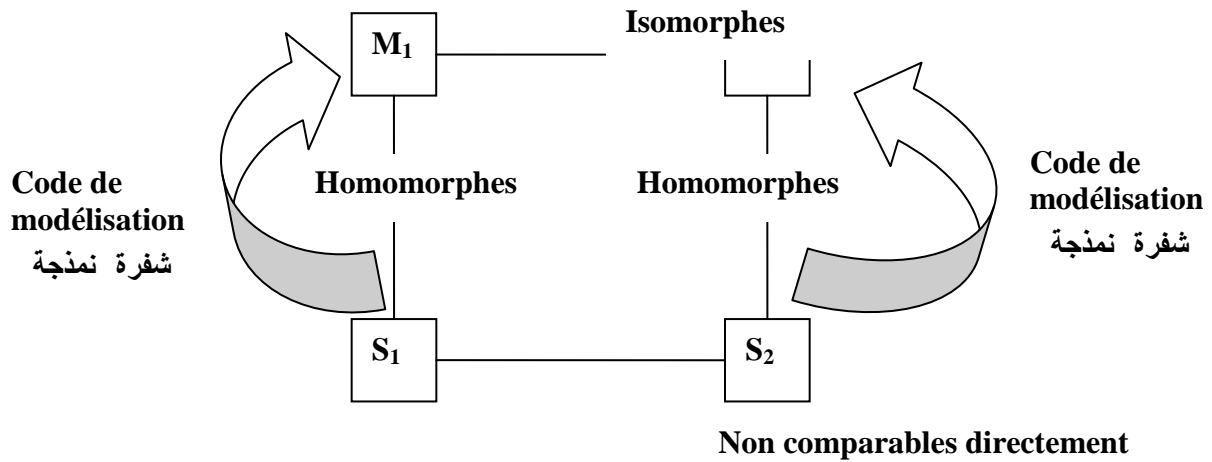 Isomorphes
M₁
Code de
modélisation
شفرة نمذجة
Homomorphes
Homomorphes
Code de
modélisation
شفرة نمذجة
S₁
S₂
Non comparables directement